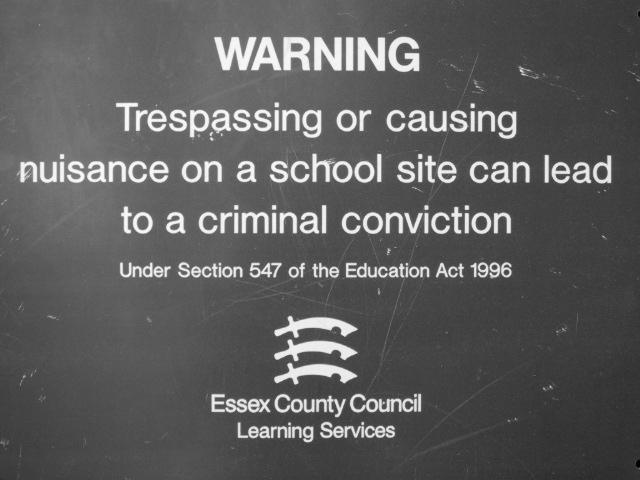 WARNING
Trespassing or causing
nuisance on a school site can lead
to a criminal conviction
Under Section 547 of the Education Act 1996
Essex County Council
Learning Services